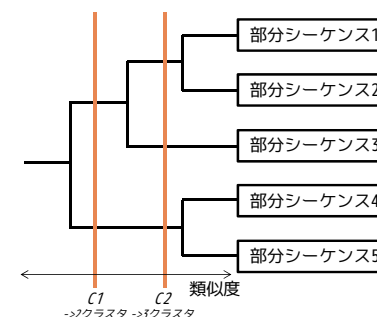 部分シーケンス1
部分シーケンス2
部分シーケンス3
部分シーケンス4
部分シーケンス5
類似度
C1 C2
->2クラスタ ->3クラスタ